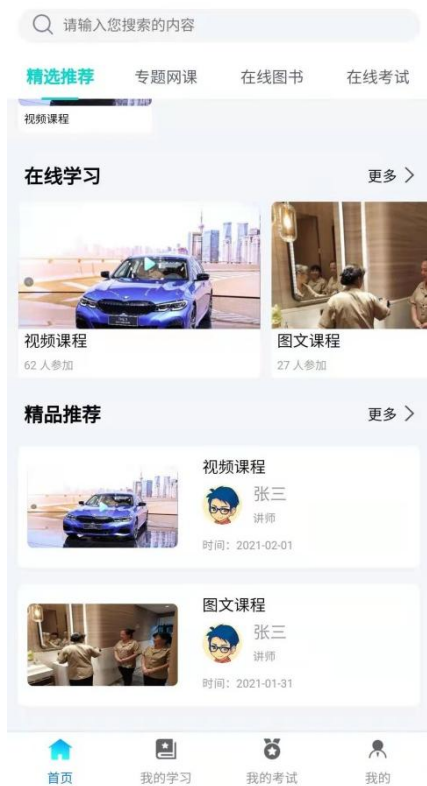 请输入您搜索的内容
精选推荐 专题网课 在线图书 在线考试
视频课程
在线学习 更多
视频课程 图文课程
62 人参加 27 人参加
精品推荐 更多
视频课程
张三
讲师
时间：2021-02-01
图文课程
张三
讲师
时间：2021-01-31
首页 我的学习 我的考试 我的